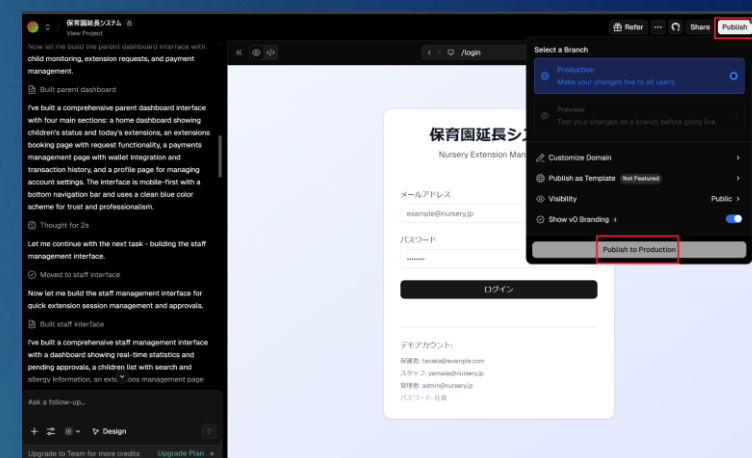 保育園延長システム
View Project
Refer
Share
Publish
Now let me build the parent dashboard interface with
child monitoring, extension requests, and payment
management.
Built parent dashboard
I've built a comprehensive parent dashboard interface
with four main sections: a home dashboard showing
children's status and today's extensions, an extensions
booking page with request functionality, a payments
management page with wallet integration and
transaction history, and a profile page for managing
account settings. The interface is mobile-first with a
bottom navigation bar and uses a clean blue color
scheme for trust and professionalism.
Thought for 2s
Let me continue with the next task - building the staff
management interface.
Moved to staff interface
Now let me build the staff management interface for
quick extension session management and approvals.
Built staff interface
I've built a comprehensive staff management interface
with a dashboard showing real-time statistics and
pending approvals, a children list with search and
allergy information, an extensions management page
Ask a follow-up...
Design
Upgrade to Team for more credits
Upgrade Plan
/login
保育園延長シ
Nursery Extension Man
メールアドレス
example@nursery.jp
パスワード
••••••••
ログイン
デモアカウント:
保護者: tanaka@example.com
スタッフ: yamada@nursery.jp
管理者: admin@nursery.jp
パスワード: 任意
Select a Branch
Production
Make your changes live to all users.
Preview
Test your changes on a branch before going live.
Customize Domain
Publish as Template Not Featured
Visibility Public
Show v0 Branding
Publish to Production